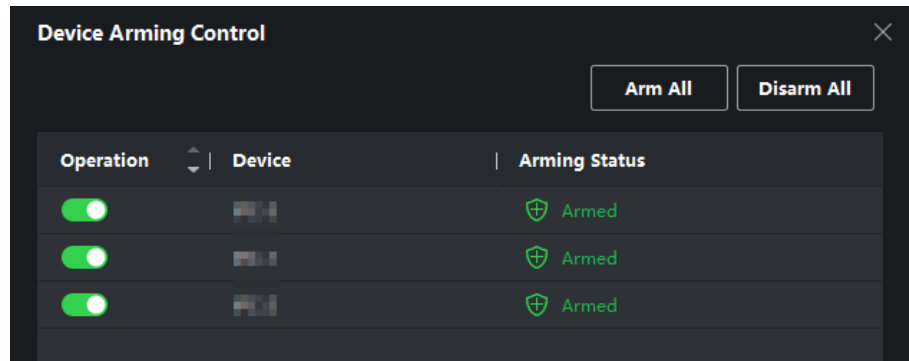 Device Arming Control
Arm All Disarm All
Operation Device Arming Status
Armed
Armed
Armed